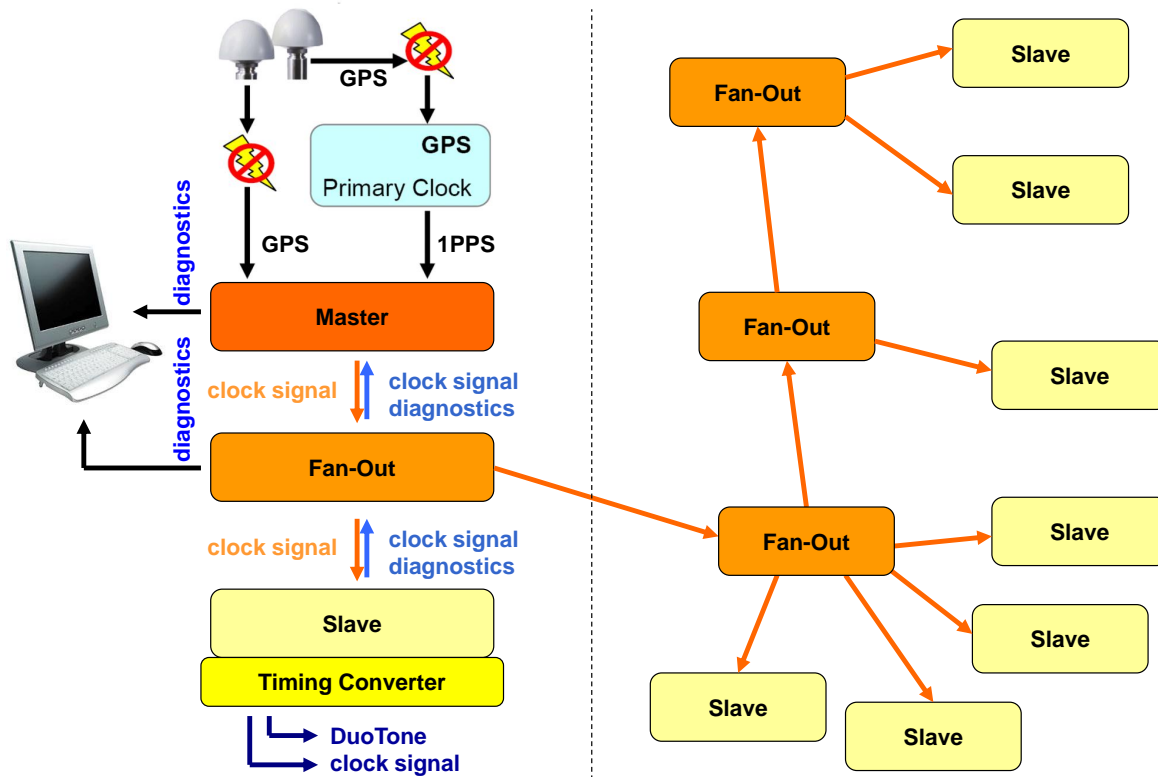 GPS
GPS
Primary Clock
GPS
1PPS
diagnostics
Master
diagnostics
clock signal
clock signal
diagnostics
Fan-Out
clock signal
clock signal
diagnostics
Slave
Timing Converter
DuoTone
clock signal
Slave
Fan-Out
Slave
Fan-Out
Slave
Slave
Fan-Out
Slave
Slave
Slave